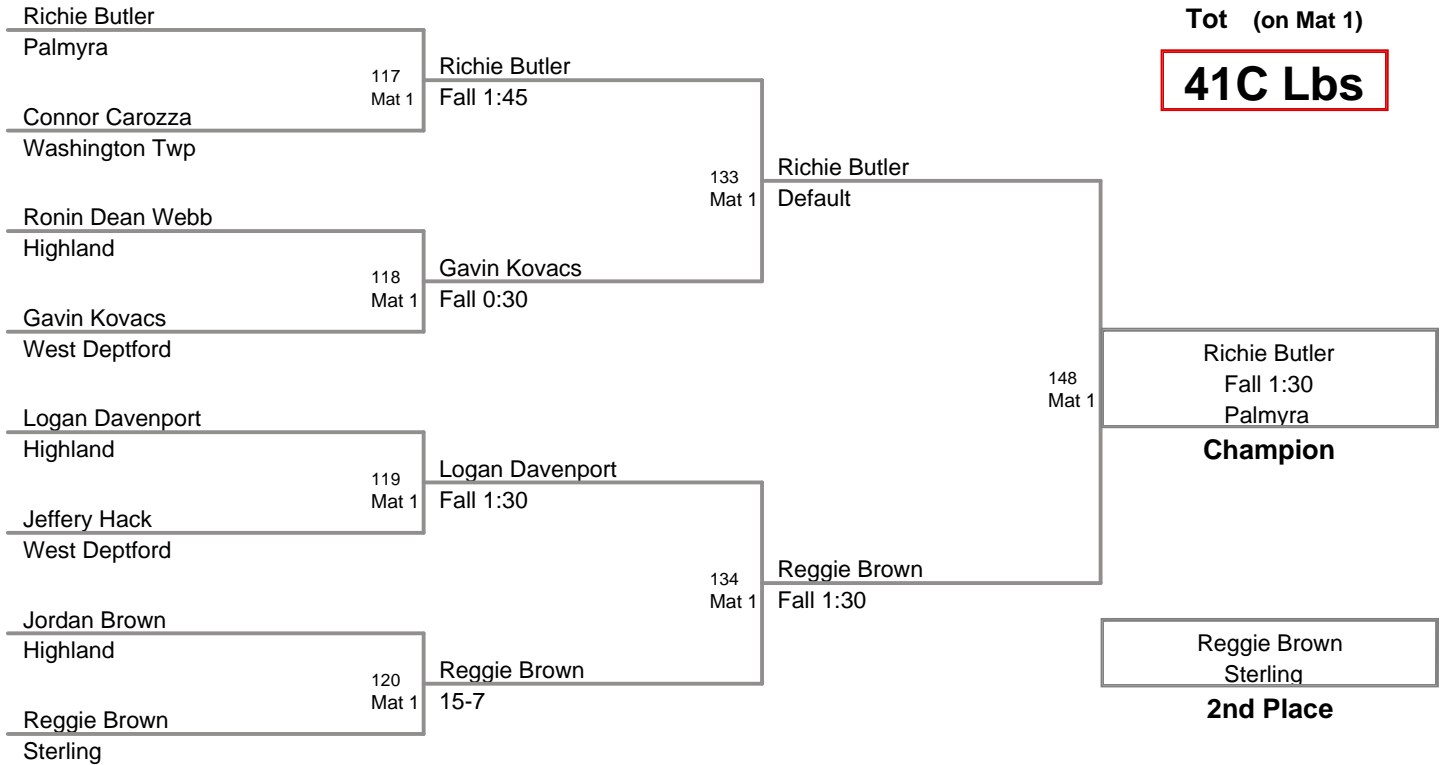 Richie Butler
Palmyra
117
Mat 1
Richie Butler
Fall 1:45
Connor Carozza
Washington Twp
Ronin Dean Webb
Highland
118
Mat 1
Gavin Kovacs
Fall 0:30
Gavin Kovacs
West Deptford
133
Mat 1
Richie Butler
Default
Logan Davenport
Highland
119
Mat 1
Logan Davenport
Fall 1:30
Jeffery Hack
West Deptford
Jordan Brown
Highland
120
Mat 1
Reggie Brown
15-7
Reggie Brown
Sterling
134
Mat 1
Reggie Brown
Fall 1:30
148
Mat 1
Tot (on Mat 1)
41C Lbs
Richie Butler
Fall 1:30
Palmyra
Champion
Reggie Brown
Sterling
2nd Place